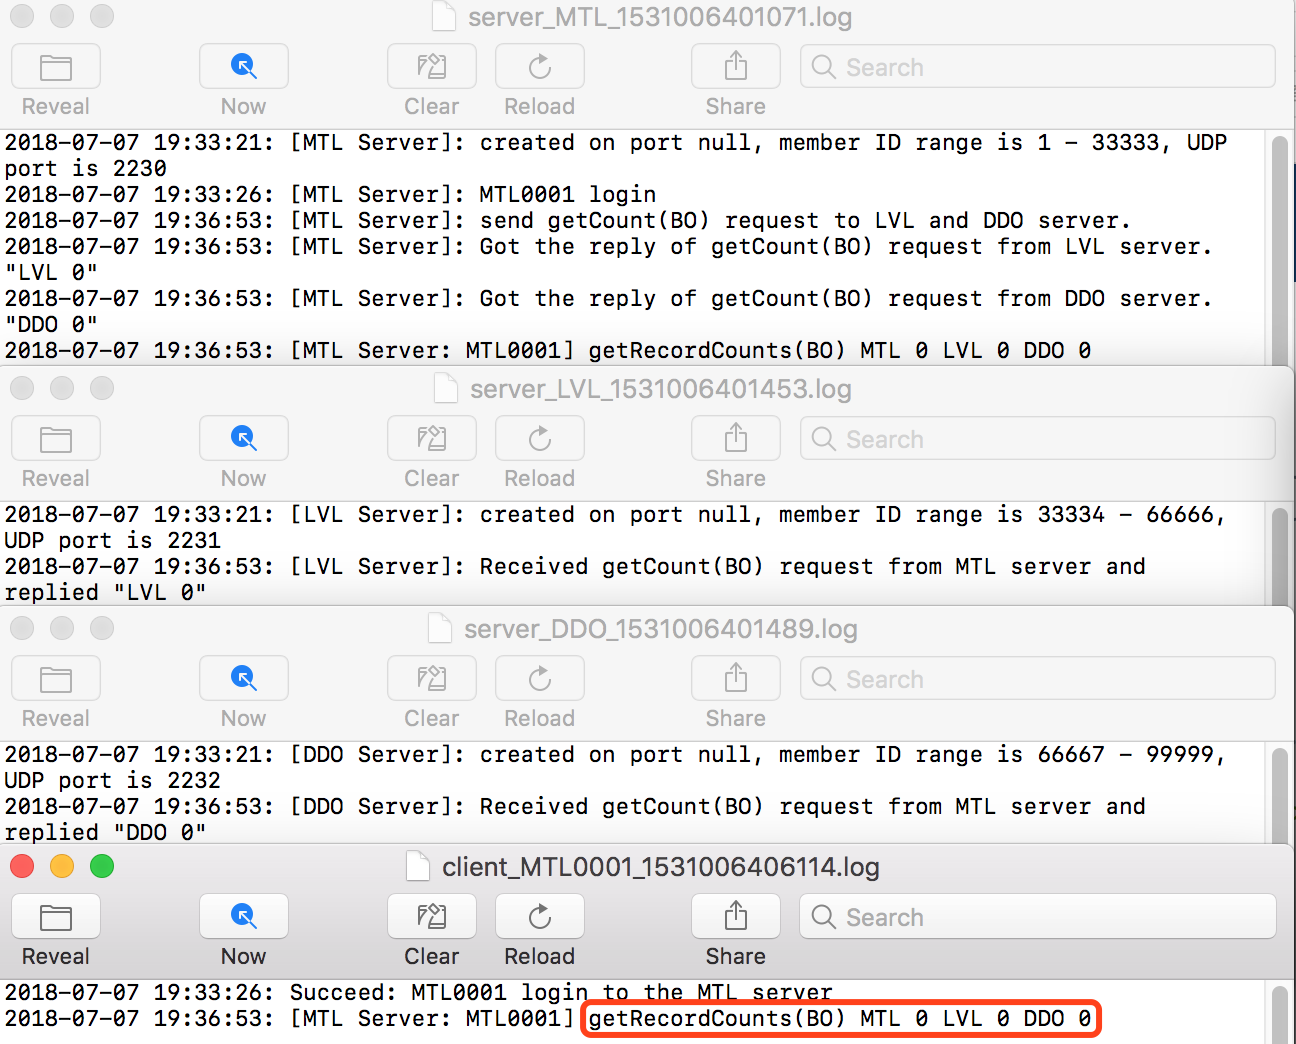 server_MTL_1531006401071.log
Reveal Now Clear Reload Share Search
2018-07-07 19:33:21: [MTL Server]: created on port null, member ID range is 1 - 33333, UDP
port is 2230
2018-07-07 19:33:26: [MTL Server]: MTL0001 login
2018-07-07 19:36:53: [MTL Server]: send getCount(BO) request to LVL and DDO server.
2018-07-07 19:36:53: [MTL Server]: Got the reply of getCount(BO) request from LVL server.
"LVL 0"
2018-07-07 19:36:53: [MTL Server]: Got the reply of getCount(BO) request from DDO server.
"DDO 0"
2018-07-07 19:36:53: [MTL Server: MTL0001] getRecordCounts(BO) MTL 0 LVL 0 DDO 0
server_LVL_1531006401453.log
Reveal Now Clear Reload Share Search
2018-07-07 19:33:21: [LVL Server]: created on port null, member ID range is 33334 - 66666,
UDP port is 2231
2018-07-07 19:36:53: [LVL Server]: Received getCount(BO) request from MTL server and
replied "LVL 0"
server_DDO_1531006401489.log
Reveal Now Clear Reload Share Search
2018-07-07 19:33:21: [DDO Server]: created on port null, member ID range is 66667 - 99999,
UDP port is 2232
2018-07-07 19:36:53: [DDO Server]: Received getCount(BO) request from MTL server and
replied "DDO 0"
client_MTL0001_1531006406114.log
Reveal Now Clear Reload Share Search
2018-07-07 19:33:26: Succeed: MTL0001 login to the MTL server
2018-07-07 19:36:53: [MTL Server: MTL0001] getRecordCounts(BO) MTL 0 LVL 0 DDO 0